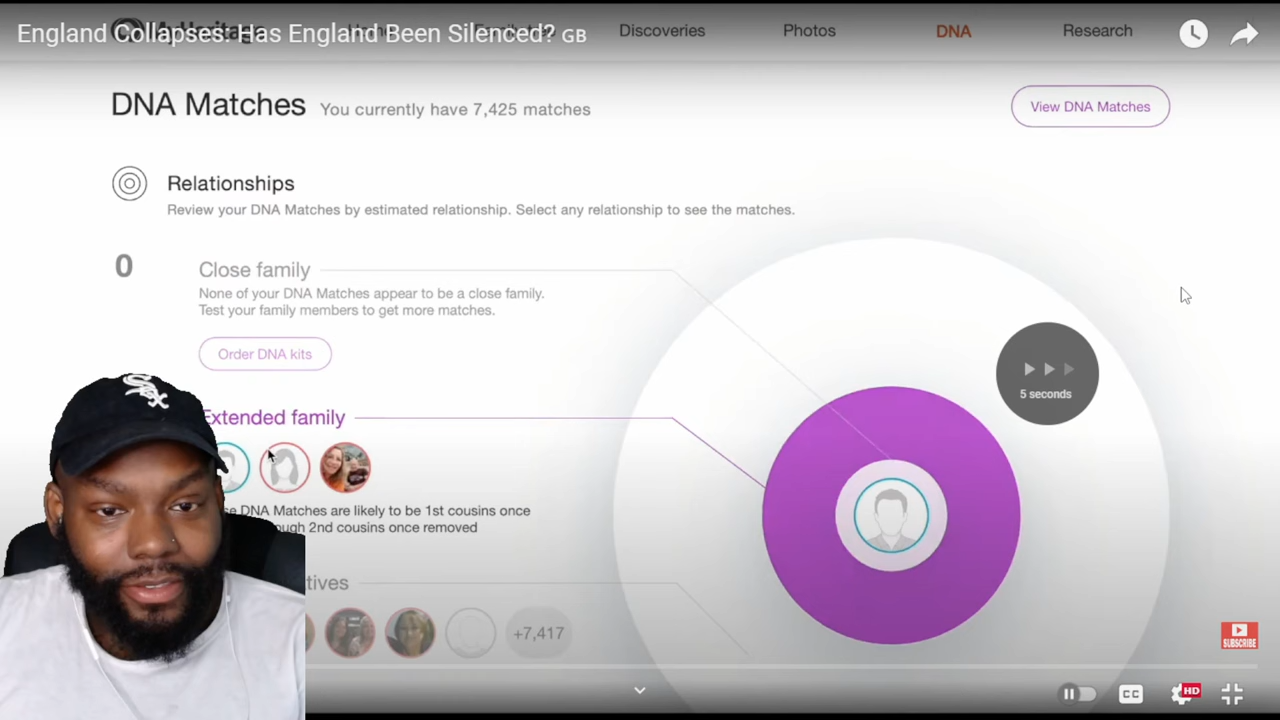 England Collapses: Has England Been Silenced? GB
Discoveries
Photos
DNA
Research
DNA Matches You currently have 7,425 matches
View DNA Matches
Relationships
Review your DNA Matches by estimated relationship. Select any relationship to see the matches.
0
Close family
None of your DNA Matches appear to be a close family.
Test your family members to get more matches.
Order DNA kits
Extended family
DNA Matches are likely to be 1st cousins once
2nd cousins once removed
+7,417
5 seconds
SUBSCRIBE
CC
HD
Sox